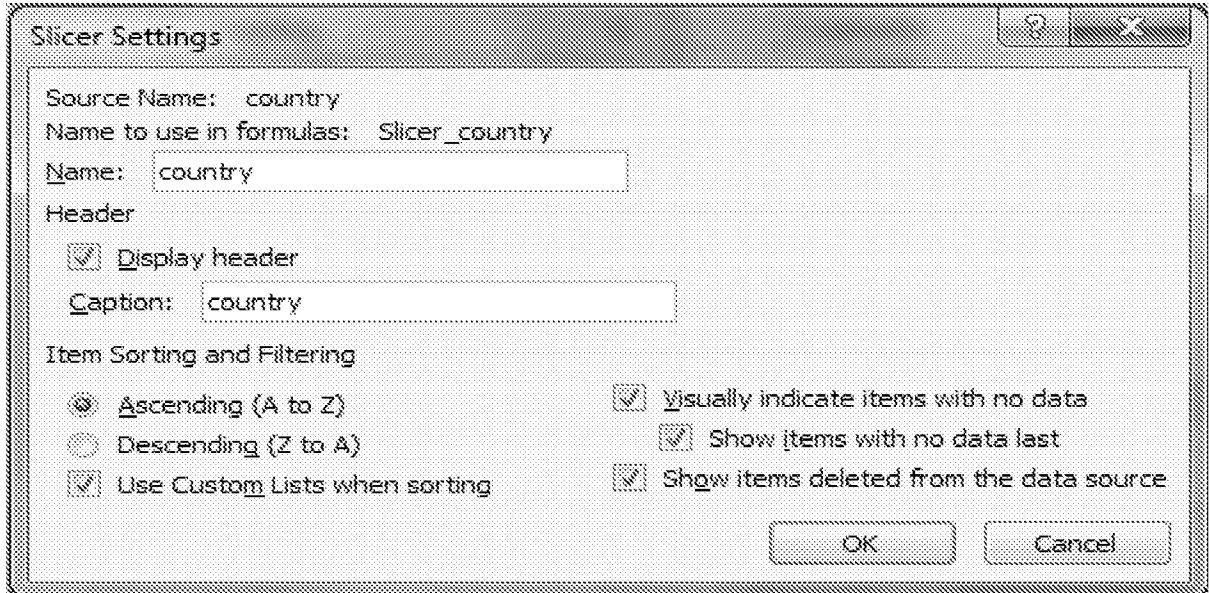 Slicer Settings
Source Name: country
Name to use in formulas: Slicer_country
Name: country
Header
Display header
Caption: country
Item Sorting and Filtering
Ascending (A to Z)
Descending (Z to A)
Use Custom Lists when sorting
Visually indicate items with no data
Show items with no data last
Show items deleted from the data source
OK Cancel